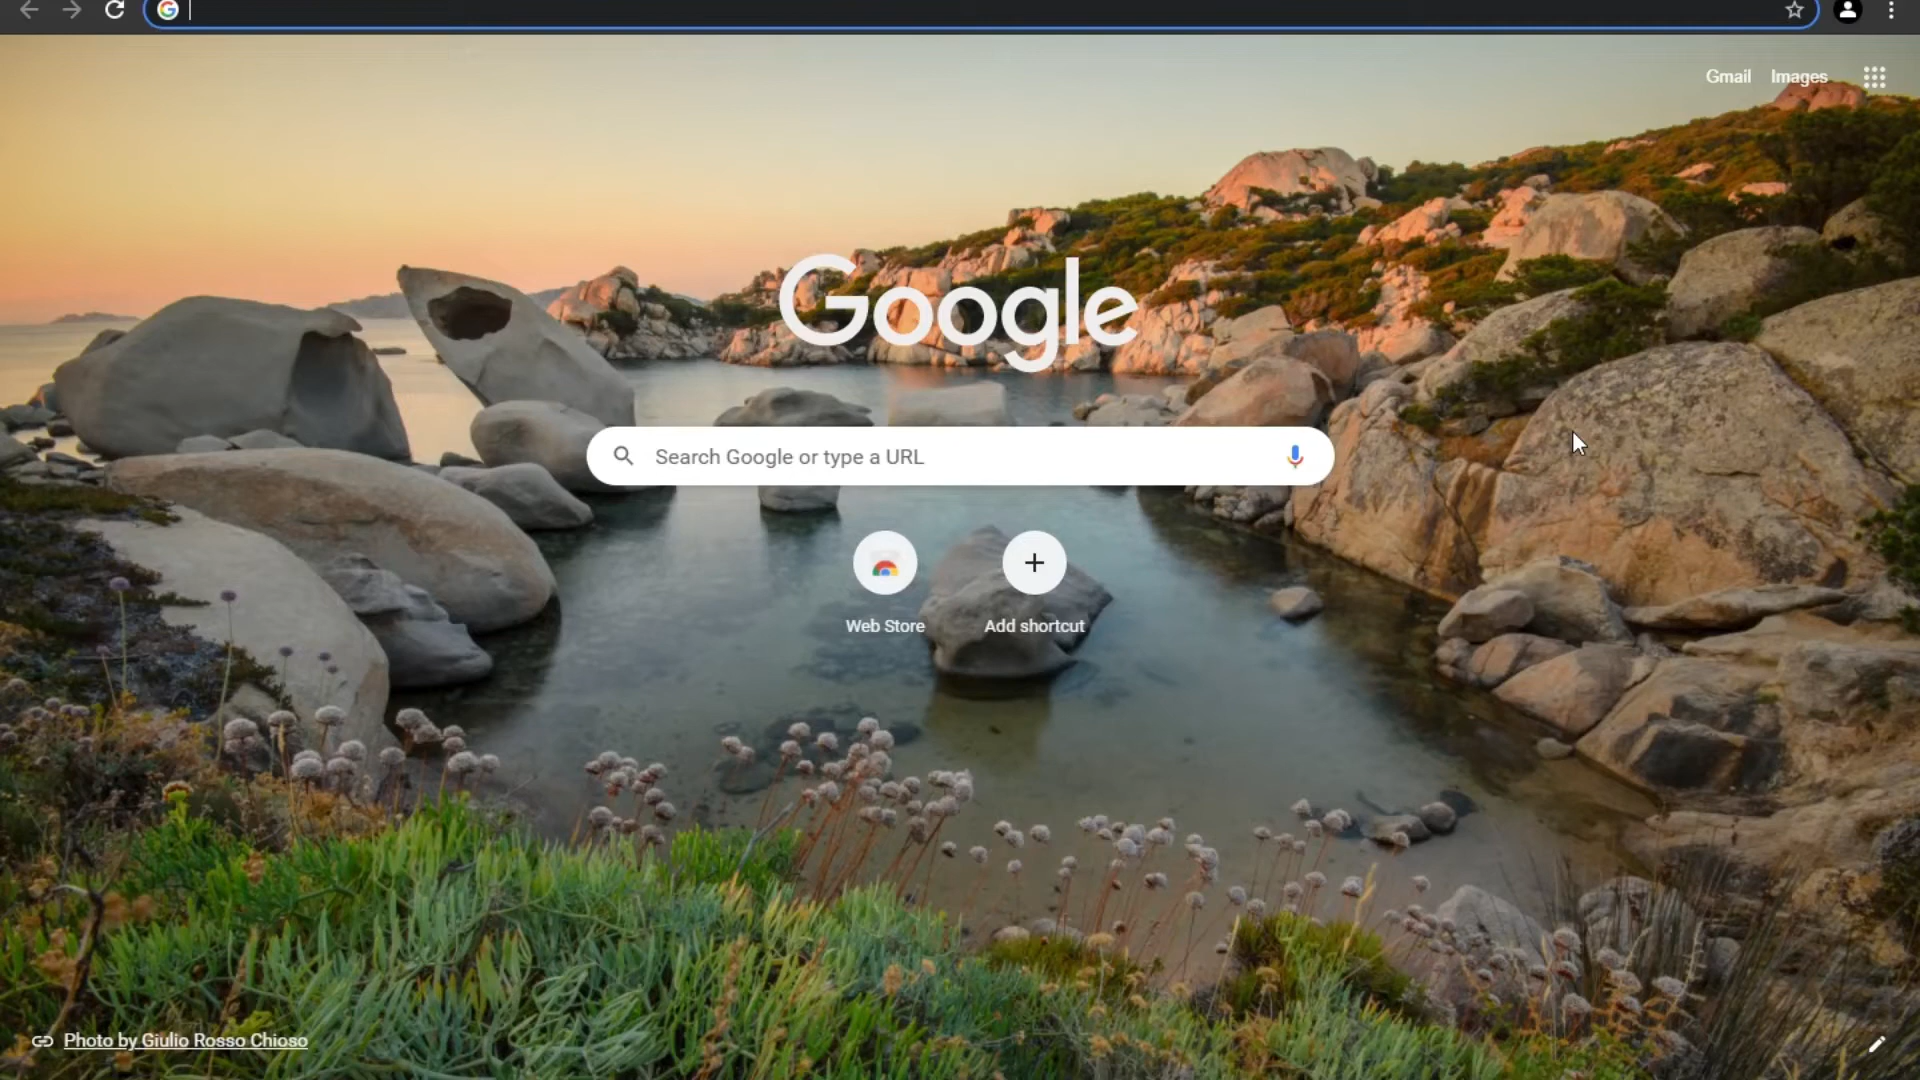 Gmail Images
Google
Search Google or type a URL
Web Store Add shortcut
Photo by Giulio Rosso Chioso